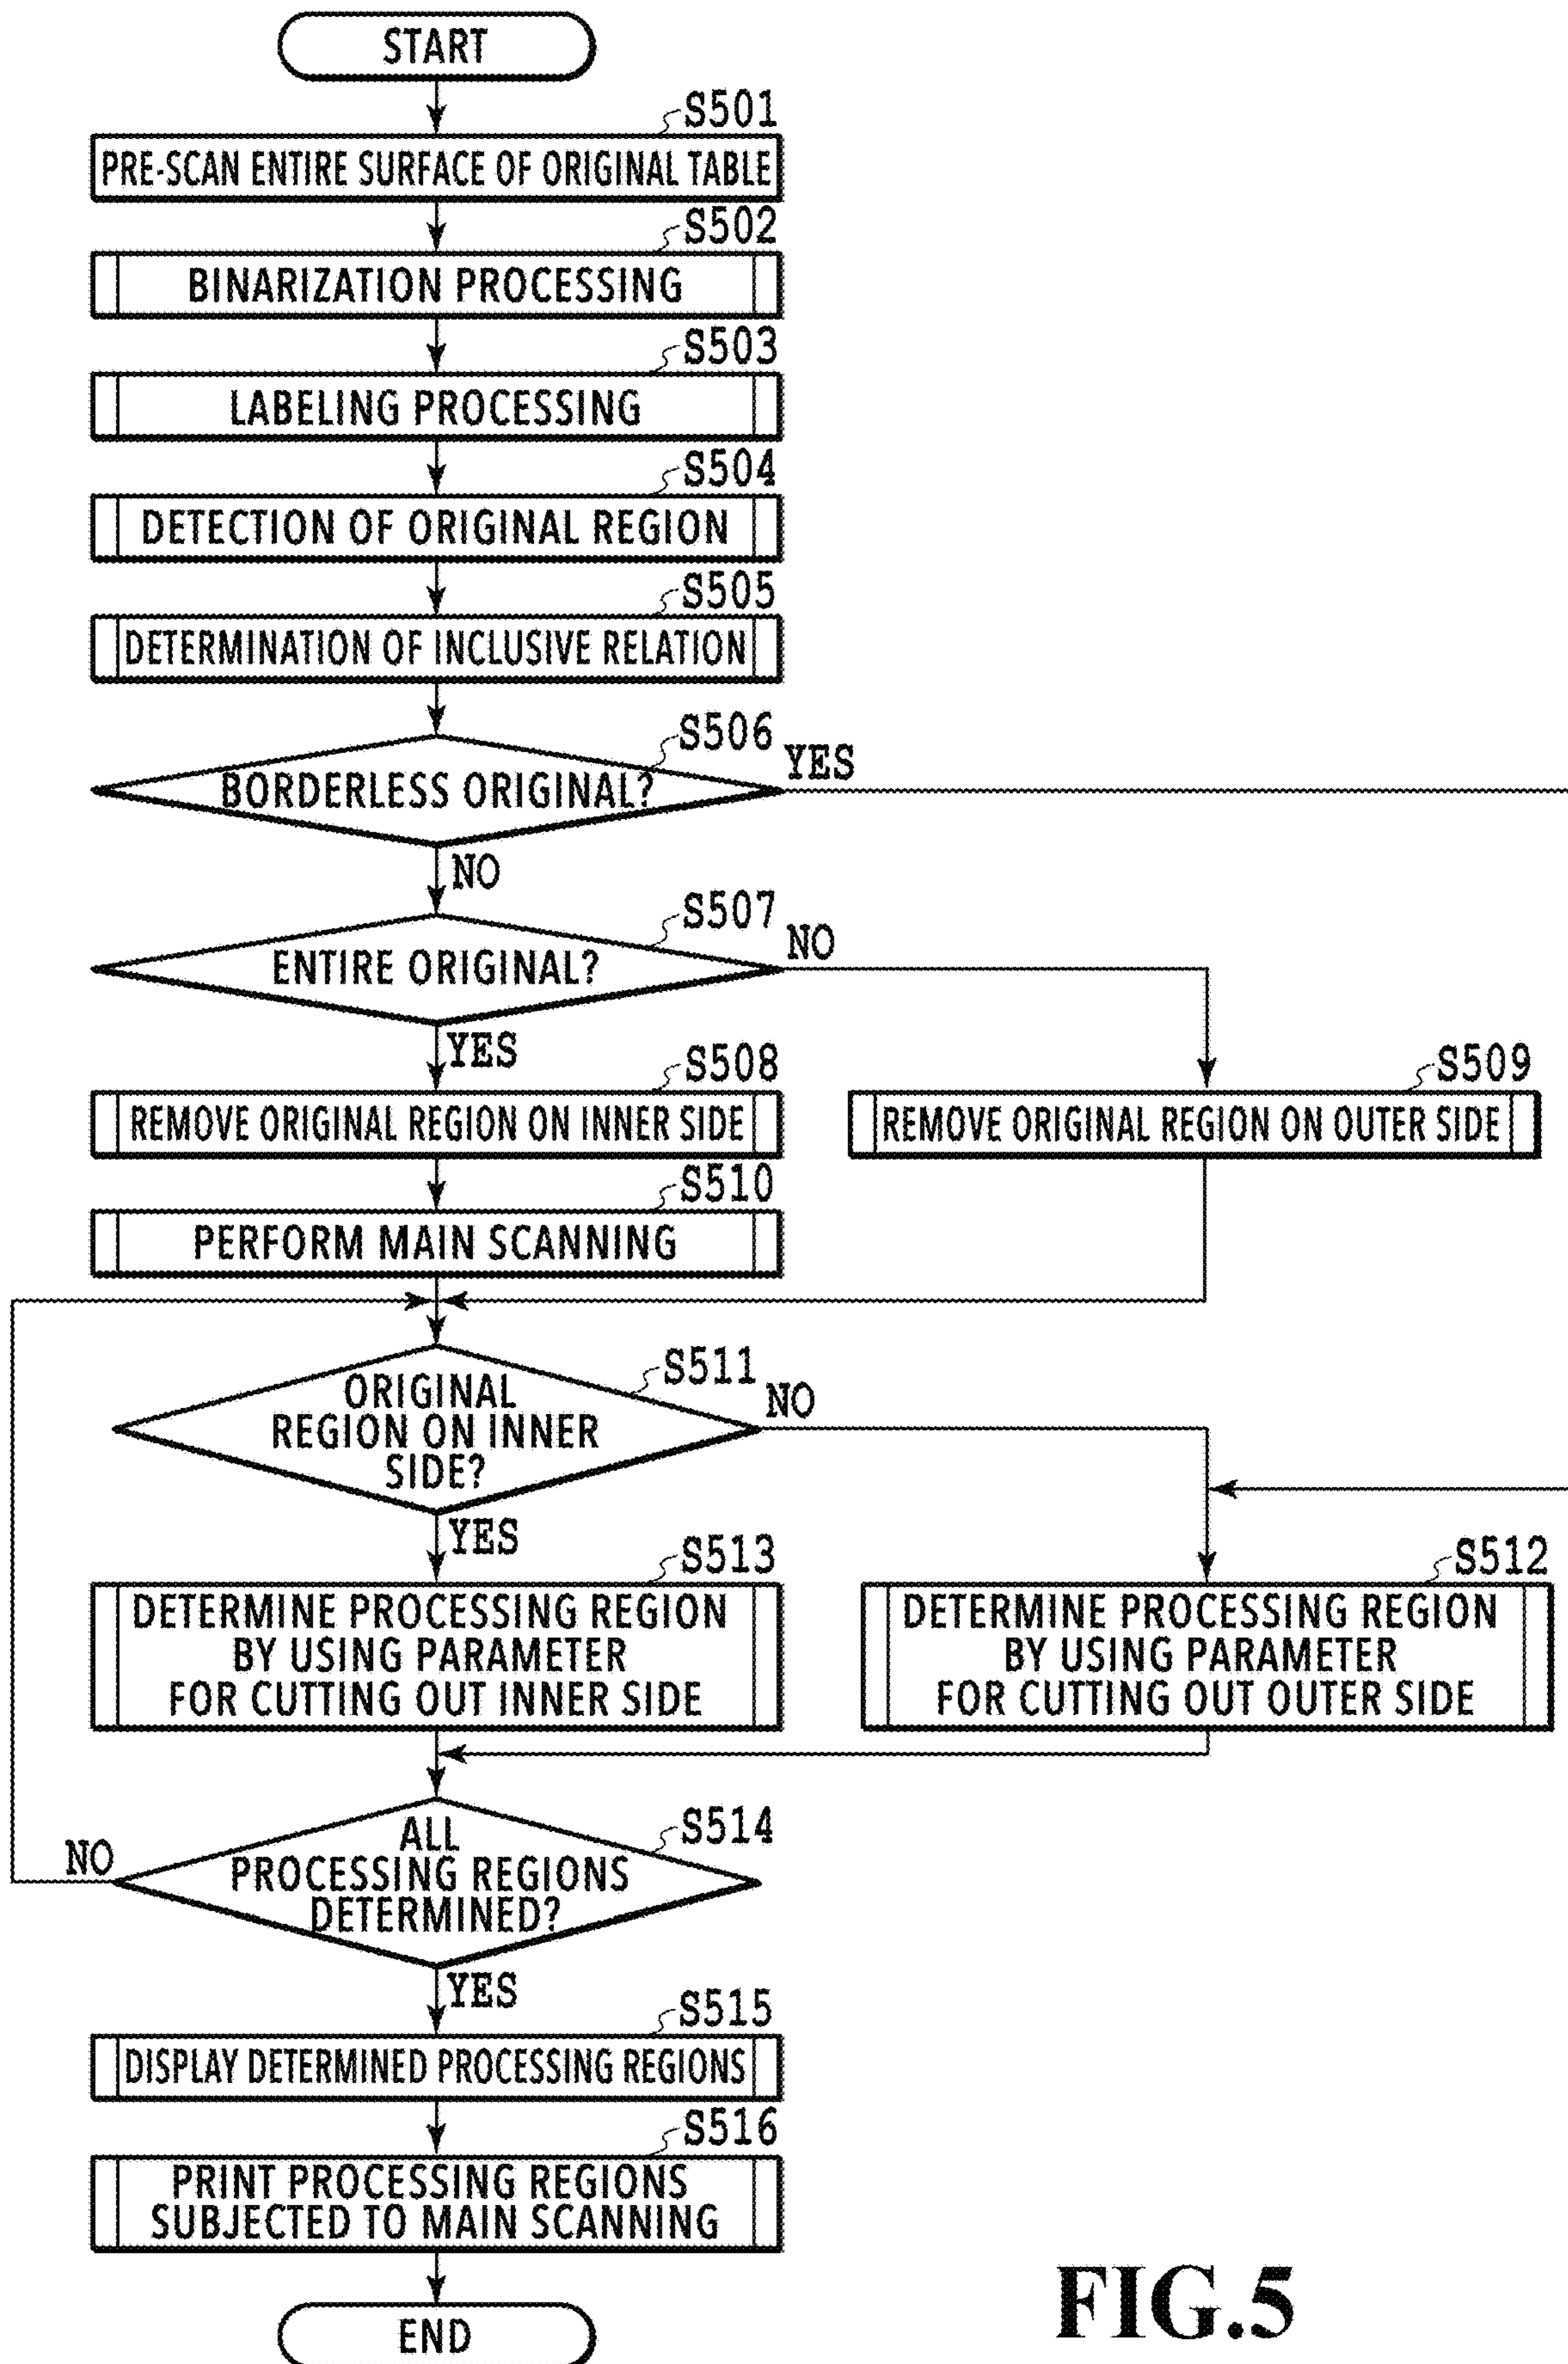 START
S501
PRE-SCAN ENTIRE SURFACE OF ORIGINAL TABLE
S502
BINARIZATION PROCESSING
S503
LABELING PROCESSING
S504
DETECTION OF ORIGINAL REGION
S505
DETERMINATION OF INCLUSIVE RELATION
S506
BORDERLESS ORIGINAL?
YES
NO
S507
ENTIRE ORIGINAL?
NO
YES
S508
REMOVE ORIGINAL REGION ON INNER SIDE
S509
REMOVE ORIGINAL REGION ON OUTER SIDE
S510
PERFORM MAIN SCANNING
S511
ORIGINAL
REGION ON INNER
SIDE?
NO
YES
S513
DETERMINE PROCESSING REGION
BY USING PARAMETER
FOR CUTTING OUT INNER SIDE
S512
DETERMINE PROCESSING REGION
BY USING PARAMETER
FOR CUTTING OUT OUTER SIDE
S514
ALL
PROCESSING REGIONS
DETERMINED?
NO
YES
S515
DISPLAY DETERMINED PROCESSING REGIONS
S516
PRINT PROCESSING REGIONS
SUBJECTED TO MAIN SCANNING
END
FIG.5